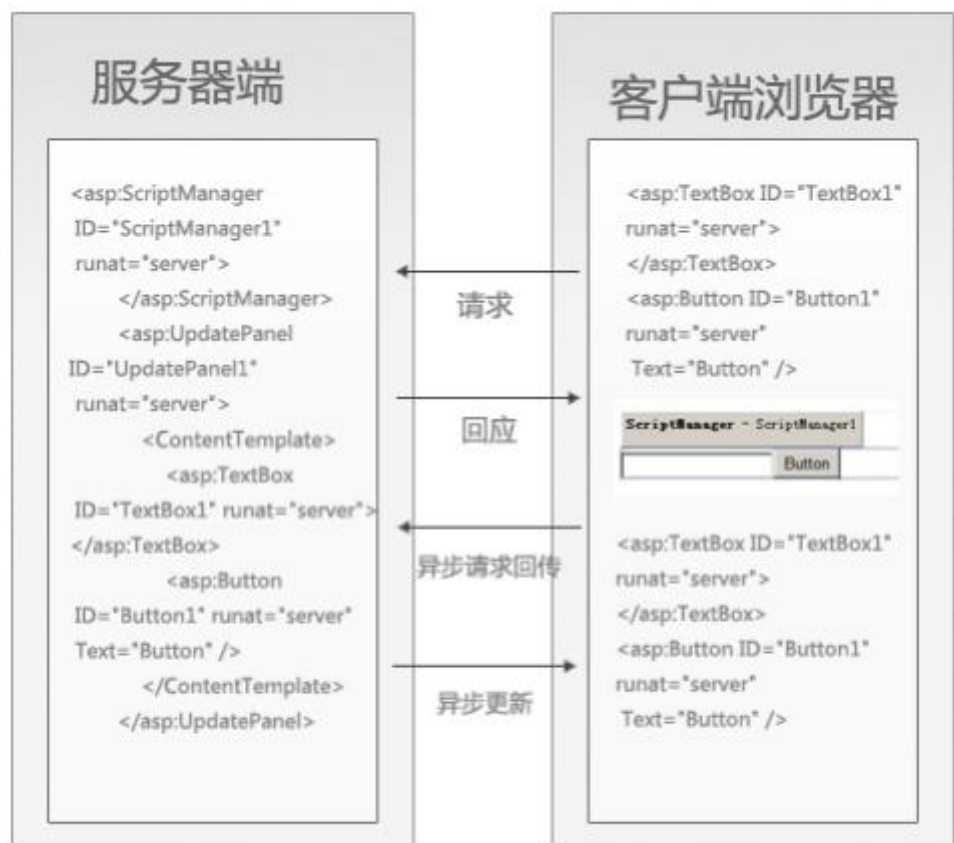 服务器端
<asp:ScriptManager
ID="ScriptManager1"
runat="server">
</asp:ScriptManager>
<asp:UpdatePanel
ID="UpdatePanel1"
runat="server">
<ContentTemplate>
<asp:TextBox
ID="TextBox1" runat="server">
</asp:TextBox>
<asp:Button
ID="Button1" runat="server"
Text="Button" />
</ContentTemplate>
</asp:UpdatePanel>
请求
回应
异步请求回传
异步更新
客户端浏览器
<asp:TextBox ID="TextBox1"
runat="server">
</asp:TextBox>
<asp:Button ID="Button1"
runat="server"
Text="Button" />
ScriptManager - ScriptManager1
Button
<asp:TextBox ID="TextBox1"
runat="server">
</asp:TextBox>
<asp:Button ID="Button1"
runat="server"
Text="Button" />